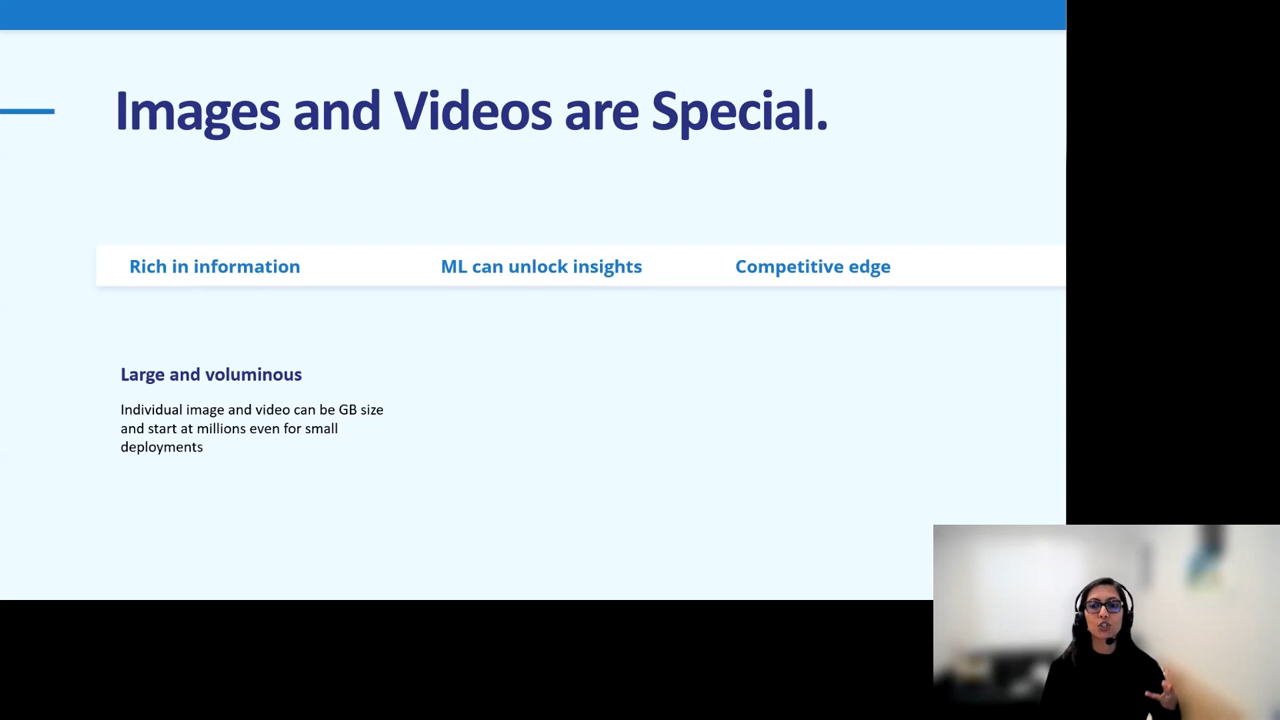 Images and Videos are Special.
Rich in information
ML can unlock insights
Competitive edge
Large and voluminous
Individual image and video can be GB size
and start at millions even for small
deployments